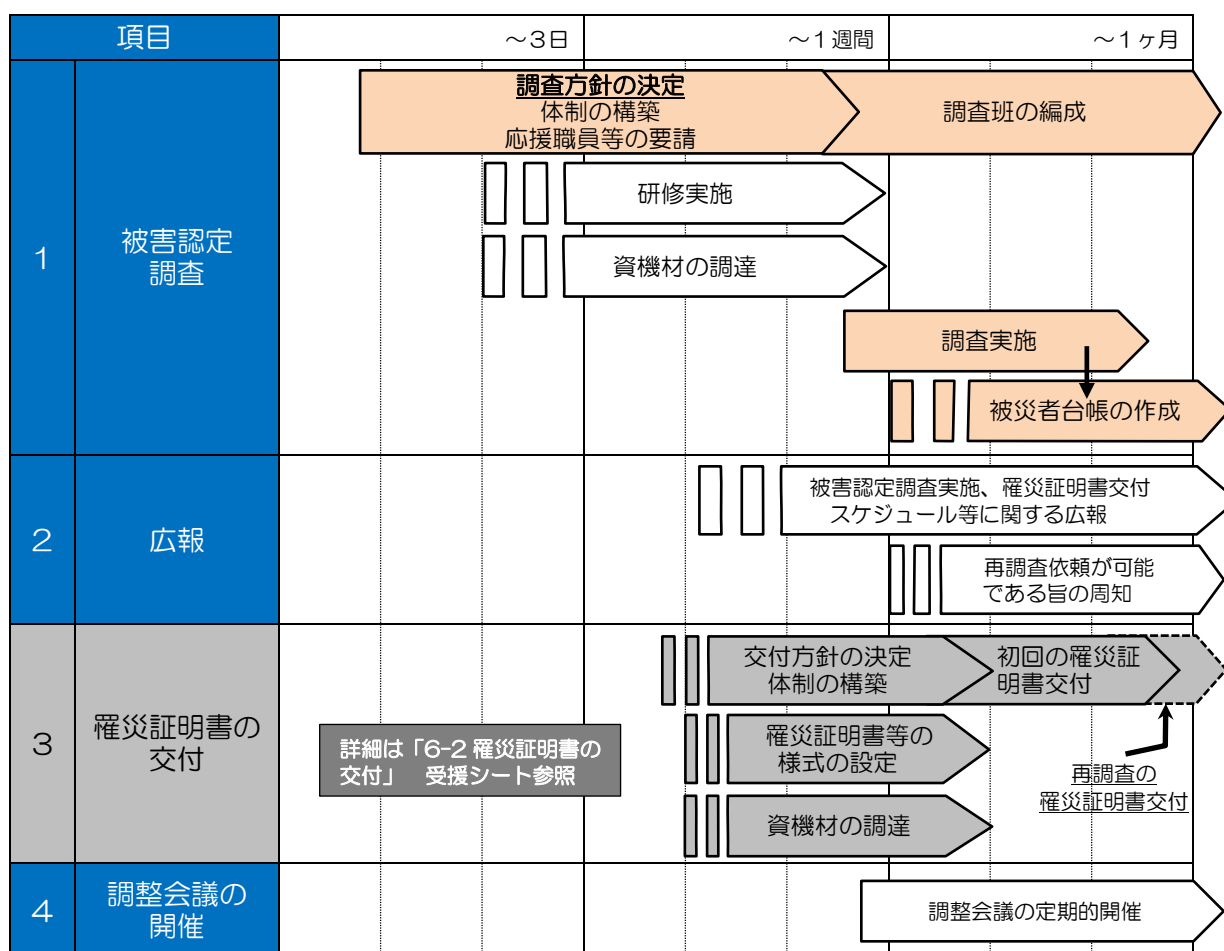 項目
～3日
～1週間
～1ヶ月
1
被害認定
調査
調査方針の決定
体制の構築
応援職員等の要請
調査班の編成
研修実施
資機材の調達
調査実施
被災者台帳の作成
2
広報
被害認定調査実施、罹災証明書交付
スケジュール等に関する広報
再調査依頼が可能
である旨の周知
3
罹災証明書の
交付
詳細は「6-2 罹災証明書の
交付」　受援シート参照
交付方針の決定
体制の構築
初回の罹災証
明書交付
罹災証明書等の
様式の設定
再調査の
罹災証明書交付
資機材の調達
4
調整会議の
開催
調整会議の定期的開催